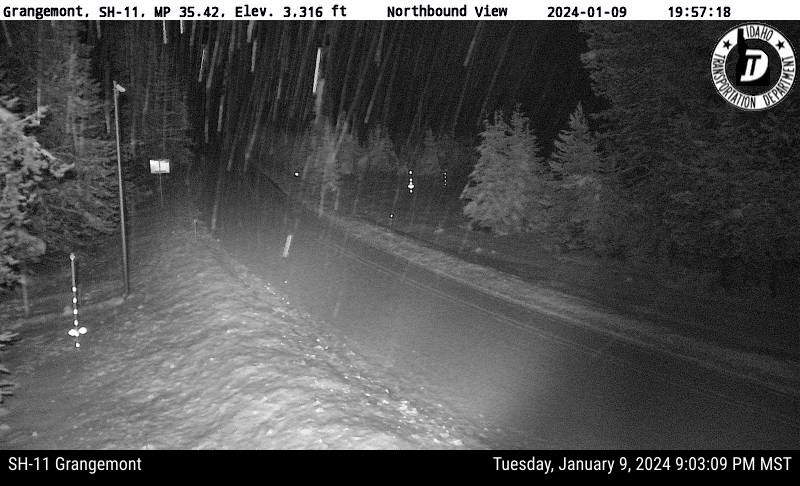 Grangemont, SH-11, MP 35.42, Elev. 3,316 ft Northbound View 2024-01-09 19:57:18
IDAHO
TRANSPORTATION DEPARTMENT
SH-11 Grangemont Tuesday, January 9, 2024 9:03:09 PM MST